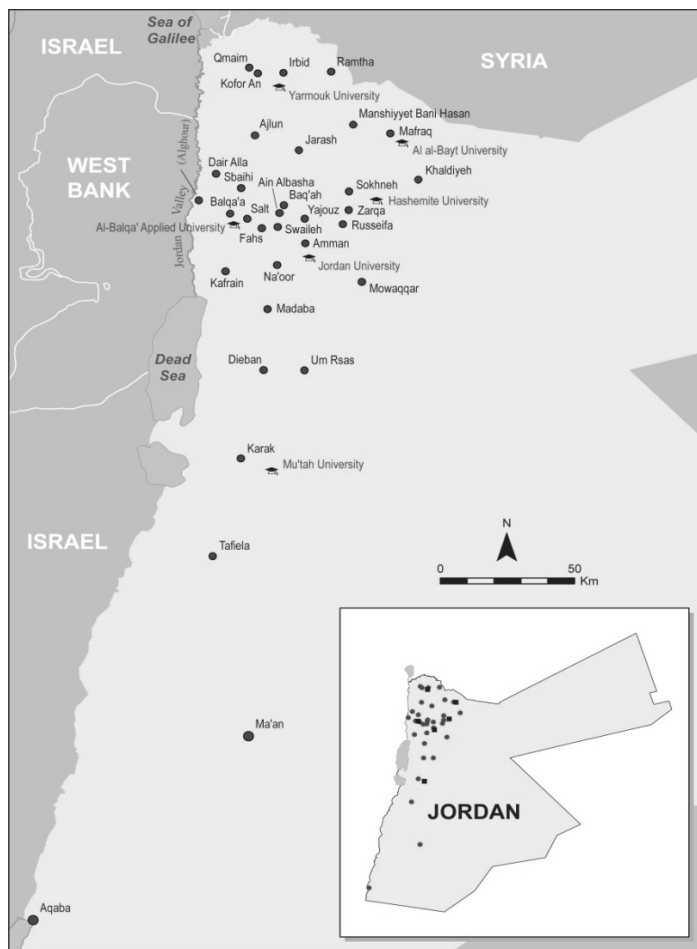 Sea of
Galilee
ISRAEL
SYRIA
Qmaim
Irbid
Ramtha
Kofor An
Yarmouk University
Manshiyyet Bani Hasan
Ajlun
Mafraq
Jarash
Al al-Bayt University
WEST
BANK
(Alghour)
Dair Alla
Khaldiyeh
Sbaihi
Ain Albasha
Sokhneh
Baq'ah
Hashemite University
Valley
Balqa'a
Salt
Yajouz
Zarqa
Al-Balqa' Applied University
Swaileh
Russeifa
Fahs
Amman
Jordan
Jordan University
Na'oor
Kafrain
Mowaqqar
Madaba
Dead
Sea
Dieban
Um Rsas
Karak
Mu'tah University
ISRAEL
N
Tafiela
0
50
Km
Ma'an
JORDAN
Aqaba